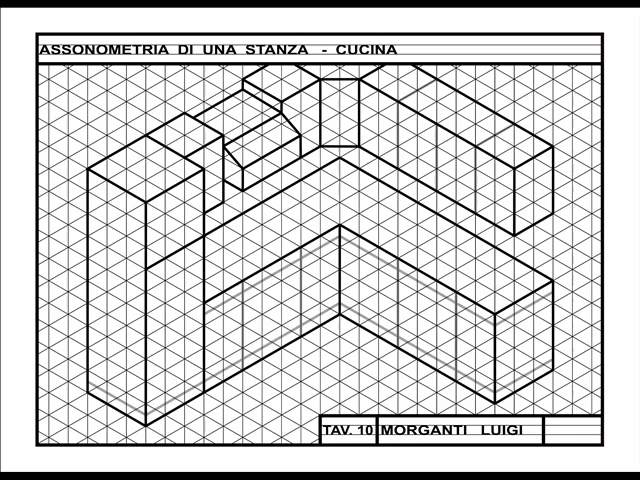 ASSONOMETRIA DI UNA STANZA - CUCINA
TAV. 10 MORGANTI LUIGI